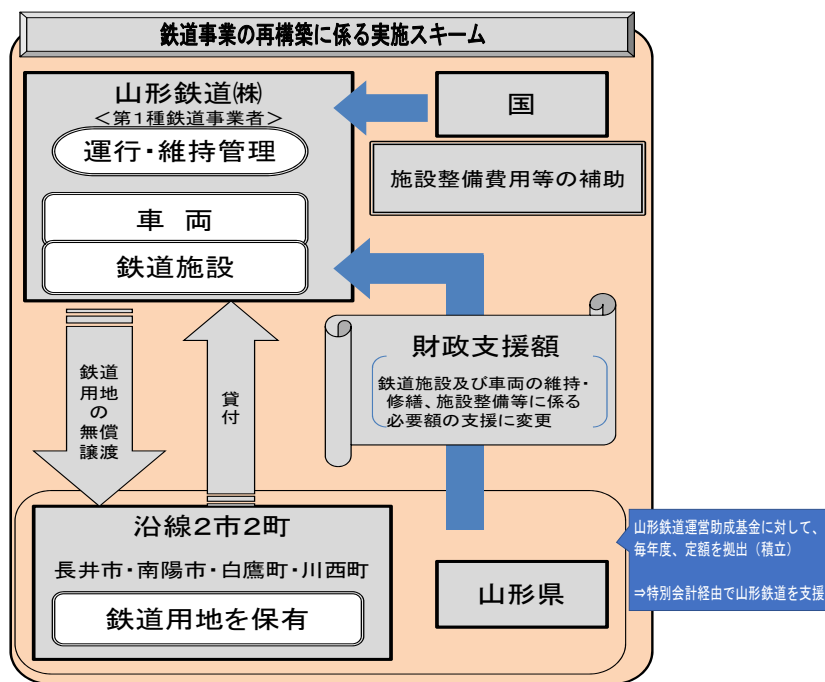 鉄道事業の再構築に係る実施スキーム
山形鉄道㈱
＜第１種鉄道事業者＞
運行・維持管理
車　両
鉄道施設
国
施設整備費用等の補助
財政支援額
鉄道施設及び車両の維持・
修繕、施設整備等に係る
必要額の支援に変更
鉄道
用地
の
無償
譲渡
貸付
沿線２市２町
長井市・南陽市・白鷹町・川西町
鉄道用地を保有
山形県
山形鉄道運営助成基金に対して、
毎年度、定額を拠出（積立）
⇒特別会計経由で山形鉄道を支援